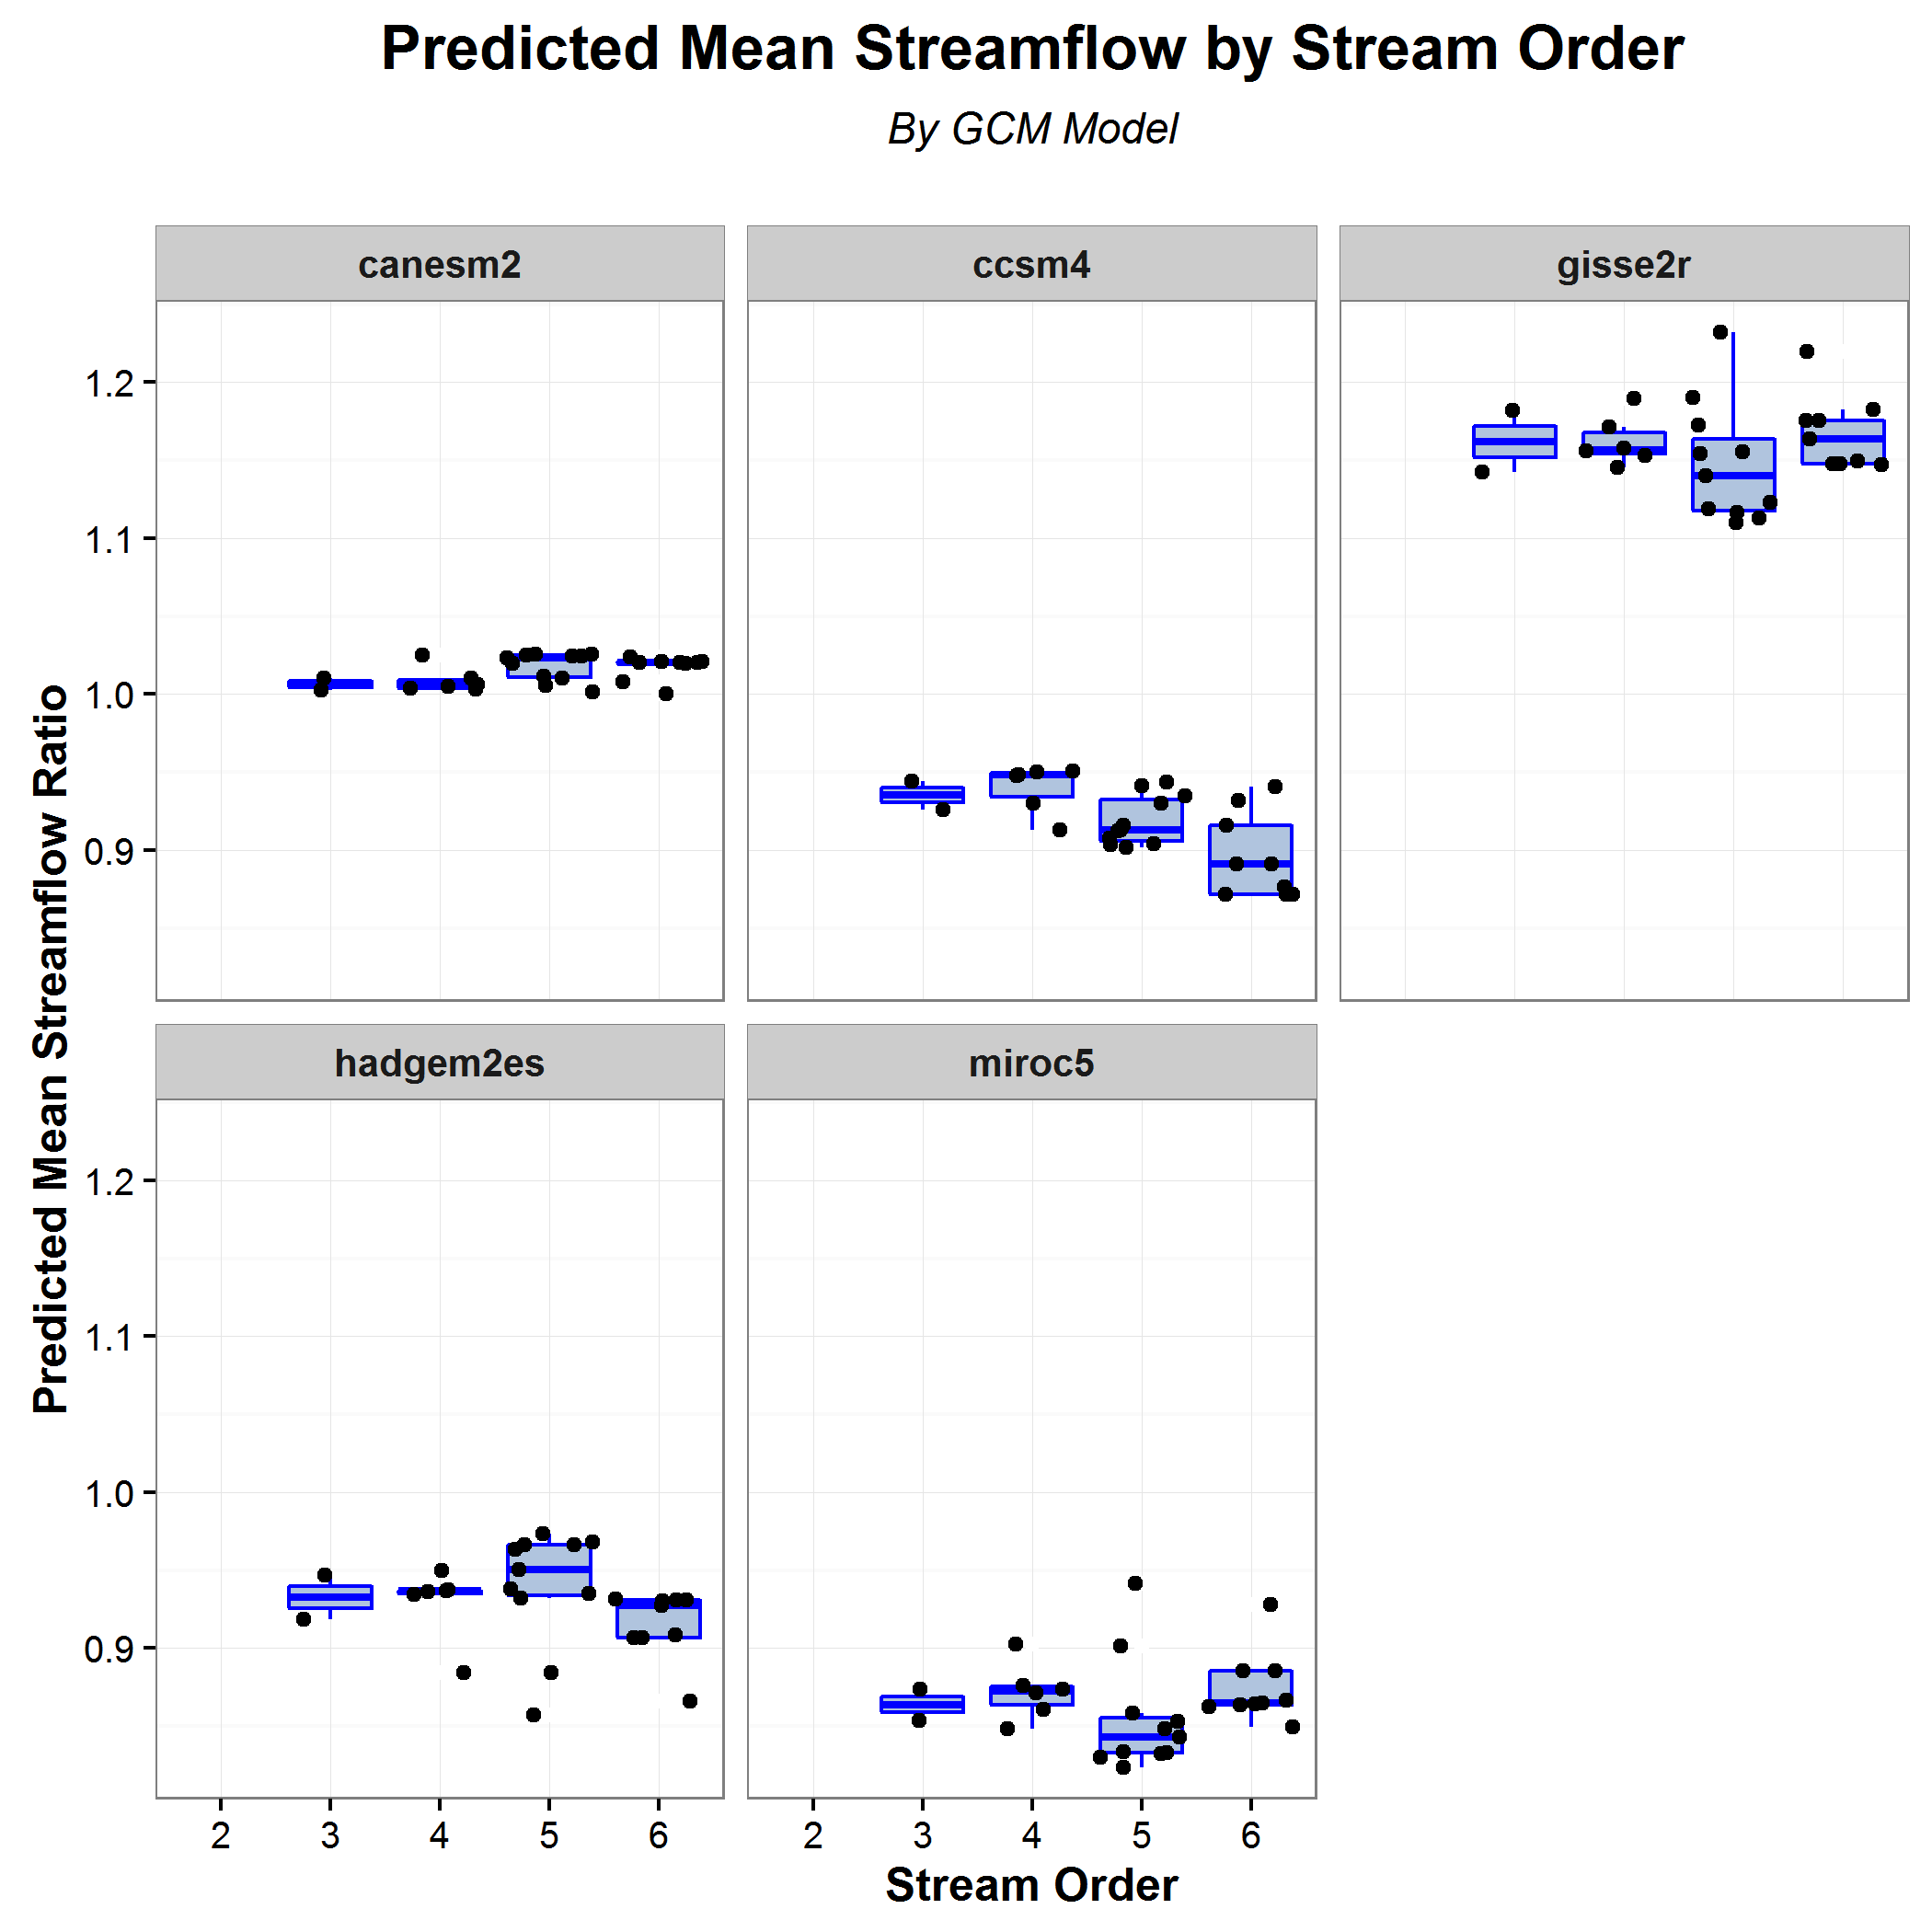 Predicted Mean Streamflow by Stream Order
By GCM Model
canesm2
ccsm4
gisse2r
1.2
1.1
1.0
0.9
Predicted Mean Streamflow Ratio
hadgem2es
miroc5
1.2
1.1
1.0
0.9
2 3 4 5 6
2 3 4 5 6
Stream Order